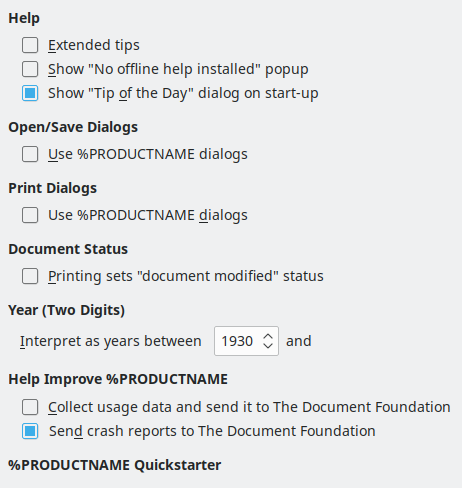 Help
Extended tips
Show "No offline help installed" popup
Show "Tip of the Day" dialog on start-up
Open/Save Dialogs
Use %PRODUCTNAME dialogs
Print Dialogs
Use %PRODUCTNAME dialogs
Document Status
Printing sets "document modified" status
Year (Two Digits)
Interpret as years between 1930 and
Help Improve %PRODUCTNAME
Collect usage data and send it to The Document Foundation
Send crash reports to The Document Foundation
%PRODUCTNAME Quickstarter